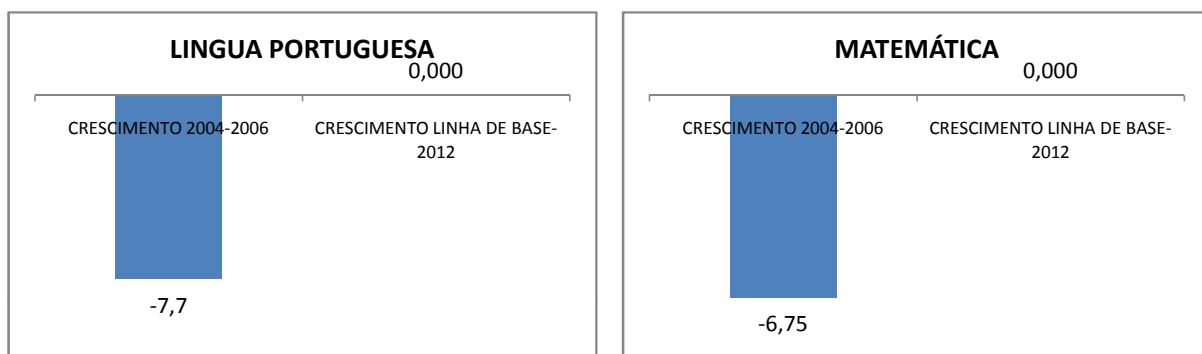 LINGUA PORTUGUESA
0,000
CRESCIMENTO 2004-2006
CRESCIMENTO LINHA DE BASE-
2012
-7,7
MATEMÁTICA
0,000
CRESCIMENTO 2004-2006
CRESCIMENTO LINHA DE BASE-
2012
-6,75